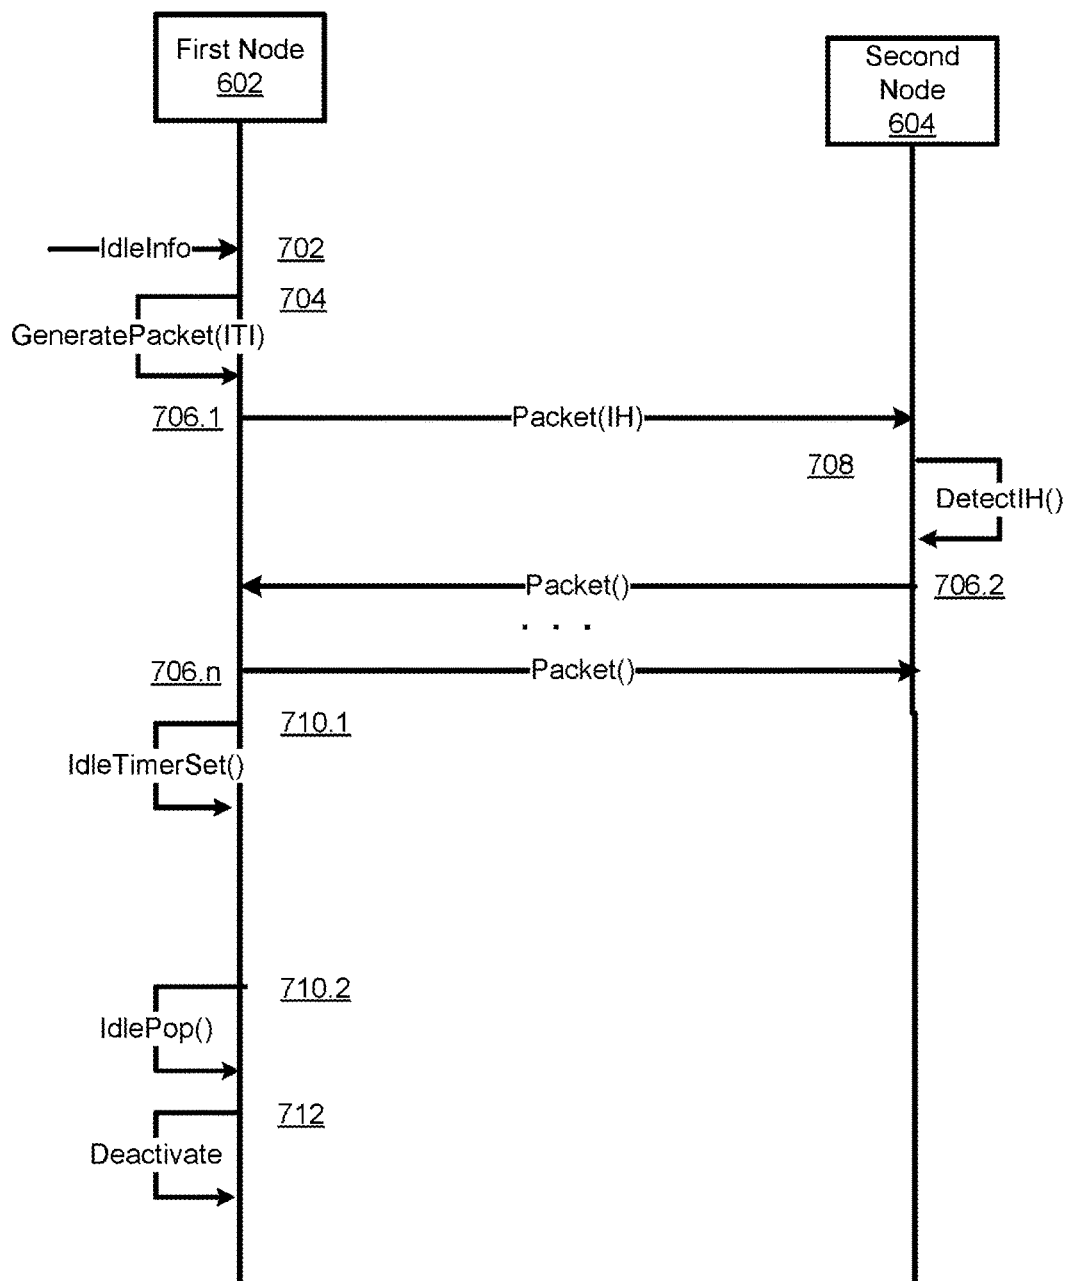 First Node
602
Second
Node
604
IdleInfo
702
704
GeneratePacket(ITI)
706.1
Packet(IH)
708
DetectIH()
Packet()
706.2
. . .
706.n
Packet()
710.1
IdleTimerSet()
710.2
IdlePop()
712
Deactivate